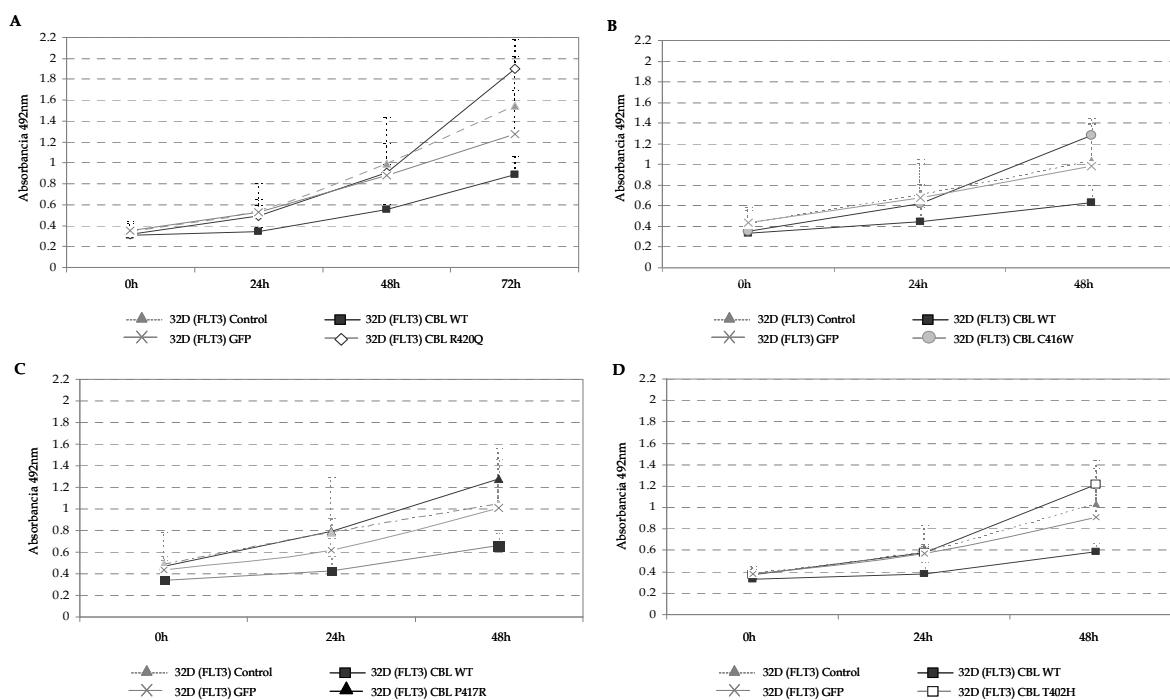 A
Absorbancia 492nm
2.2
2
1.8
1.6
1.4
1.2
1
0.8
0.6
0.4
0.2
0
0h 24h 48h 72h
32D (FLT3) Control 32D (FLT3) CBL WT
32D (FLT3) GFP 32D (FLT3) CBL R420Q
B
Absorbancia 492nm
2.2
2
1.8
1.6
1.4
1.2
1
0.8
0.6
0.4
0.2
0
0h 24h 48h
32D (FLT3) Control 32D (FLT3) CBL WT
32D (FLT3) GFP 32D (FLT3) CBL C416W
C
Absorbancia 492nm
2.2
2
1.8
1.6
1.4
1.2
1
0.8
0.6
0.4
0.2
0
0h 24h 48h
32D (FLT3) Control 32D (FLT3) CBL WT
32D (FLT3) GFP 32D (FLT3) CBL P417R
D
Absorbancia 492nm
2.2
2
1.8
1.6
1.4
1.2
1
0.8
0.6
0.4
0.2
0
0h 24h 48h
32D (FLT3) Control 32D (FLT3) CBL WT
32D (FLT3) GFP 32D (FLT3) CBL T402H